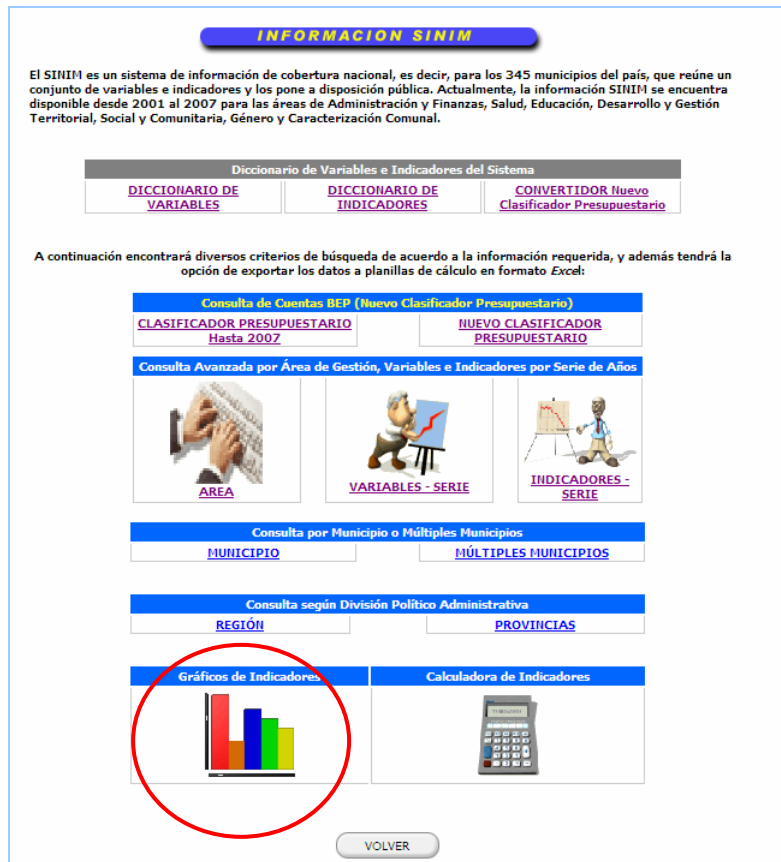 INFORMACION SINIM
El SINIM es un sistema de información de cobertura nacional, es decir, para los 345 municipios del país, que reúne un
conjunto de variables e indicadores y los pone a disposición pública. Actualmente, la información SINIM se encuentra
disponible desde 2001 al 2007 para las áreas de Administración y Finanzas, Salud, Educación, Desarrollo y Gestión
Territorial, Social y Comunitaria, Género y Caracterización Comunal.
Diccionario de Variables e Indicadores del Sistema
DICCIONARIO DE VARIABLES
DICCIONARIO DE INDICADORES
CONVERTIDOR Nuevo Clasificador Presupuestario
A continuación encontrará diversos criterios de búsqueda de acuerdo a la información requerida, y además tendrá la
opción de exportar los datos a planillas de cálculo en formato Excel:
Consulta de Cuentas BEP (Nuevo Clasificador Presupuestario)
CLASIFICADOR PRESUPUESTARIO Hasta 2007
NUEVO CLASIFICADOR PRESUPUESTARIO
Consulta Avanzada por Área de Gestión, Variables e Indicadores por Serie de Años
AREA
VARIABLES - SERIE
INDICADORES - SERIE
Consulta por Municipio o Múltiples Municipios
MUNICIPIO
MÚLTIPLES MUNICIPIOS
Consulta según División Político Administrativa
REGIÓN
PROVINCIAS
Gráficos de Indicadores
Calculadora de Indicadores
VOLVER